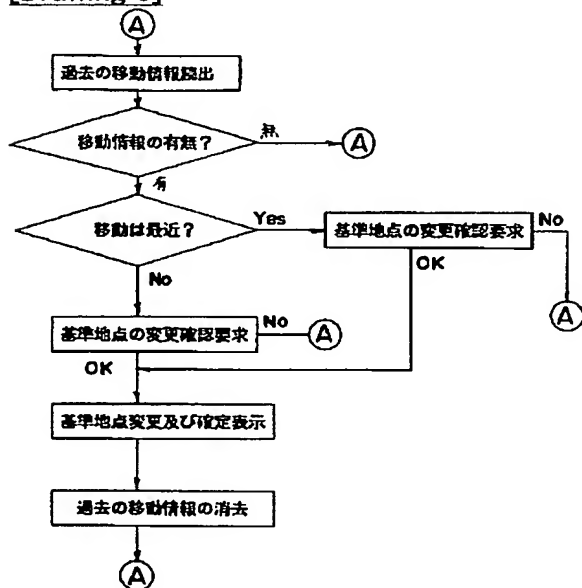 A
過去の移動情報読出
移動情報の有無?
無
A
有
移動は最近?
Yes
基準地点の変更確認要求
No
OK
A
No
基準地点の変更確認要求
No
A
OK
基準地点変更及び確定表示
過去の移動情報の消去
A